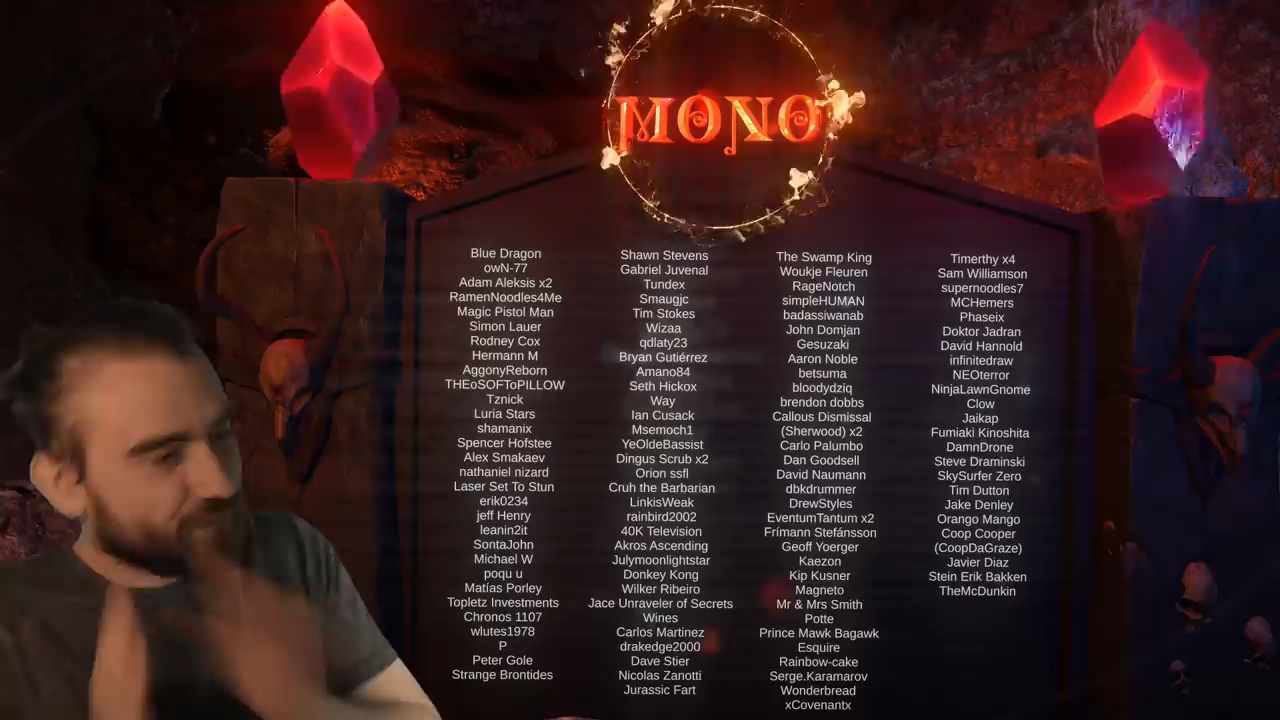 MONO
Blue Dragon
owN-77
Adam Aleksis x2
RamenNoodles4Me
Magic Pistol Man
Simon Lauer
Rodney Cox
Hermann M
AggonyReborn
THEoSOFToPILLOW
Tznick
Luria Stars
shamanix
Spencer Hofstee
Alex Smakaev
nathaniel nizard
Laser Set To Stun
erik0234
jeff Henry
leanin2it
SontaJohn
Michael W
poqu u
Matías Porley
Topletz Investments
Chronos 1107
wlutes1978
P
Peter Gole
Strange Brontides
Shawn Stevens
Gabriel Juvenal
Tundex
Smaugjc
Tim Stokes
Wizaa
qdlaty23
Bryan Gutiérrez
Amano84
Seth Hickox
Way
Ian Cusack
Msemoch1
YeOldeBassist
Dingus Scrub x2
Orion ssfl
Cruh the Barbarian
LinkisWeak
rainbird2002
40K Television
Akros Ascending
Julymoonlightstar
Donkey Kong
Wilker Ribeiro
Jace Unraveler of Secrets
Wines
Carlos Martinez
drakedge2000
Dave Stier
Nicolas Zanotti
Jurassic Fart
The Swamp King
Woukje Fleuren
RageNotch
simpleHUMAN
badassiwanab
John Domjan
Gesuzaki
Aaron Noble
betsuma
bloodydziq
brendon dobbs
Callous Dismissal
(Sherwood) x2
Carlo Palumbo
Dan Goodsell
David Naumann
dbkdrummer
DrewStyles
EventumTantum x2
Frímann Stefánsson
Geoff Yoerger
Kaezon
Kip Kusner
Magneto
Mr & Mrs Smith
Potte
Prince Mawk Bagawk
Esquire
Rainbow-cake
Serge.Karamarov
Wonderbread
xCovenantx
Timerthy x4
Sam Williamson
supernoodles7
MCHemers
Phaseix
Doktor Jadran
David Hannold
infinitedraw
NEOterror
NinjaLawnGnome
Clow
Jaikap
Fumiaki Kinoshita
DamnDrone
Steve Draminski
SkySurfer Zero
Tim Dutton
Jake Denley
Orango Mango
Coop Cooper
(CoopDaGraze)
Javier Diaz
Stein Erik Bakken
TheMcDunkin